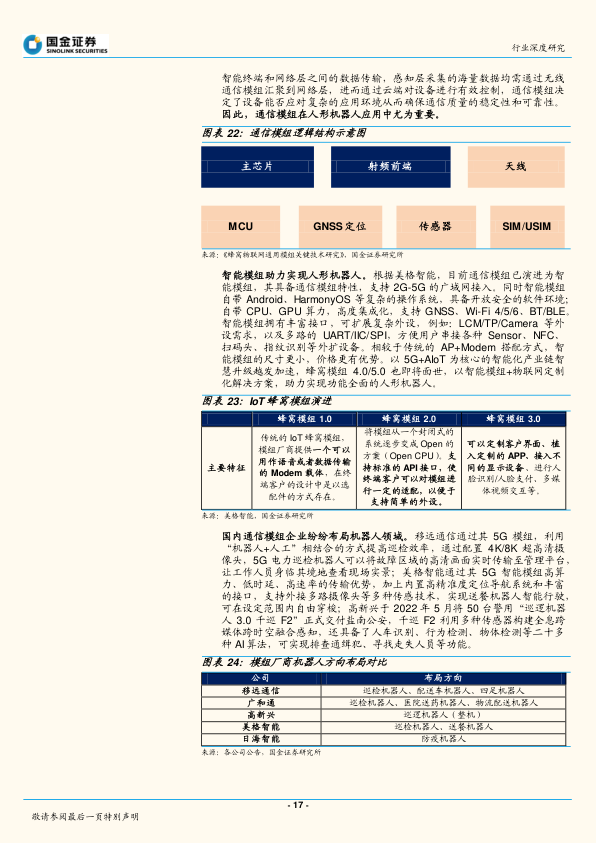 国金证券
SINOLINK SECURITIES
行业深度研究
智能终端和网络层之间的数据传输，感知层采集的海量数据均需通过无线
通信模组汇聚到网络层，进而通过云端对设备进行有效控制，通信模组决
定了设备能否应对复杂的应用环境从而确保通信质量的稳定性和可靠性。
因此，通信模组在人形机器人应用中尤为重要。
图表 22：通信模组逻辑结构示意图
主芯片
射频前端
天线
MCU
GNSS 定位
传感器
SIM/USIM
来源：《蜂窝物联网通用模组关键技术研究》，国金证券研究所
智能模组助力实现人形机器人。根据美格智能，目前通信模组已演进为智
能模组，其具备通信模组特性，支持 2G-5G 的广域网接入。同时智能模组
自带 Android、HarmonyOS 等复杂的操作系统，具备开放安全的软件环境；
自带 CPU、GPU 算力，高度集成化，支持 GNSS、Wi-Fi 4/5/6、BT/BLE。
智能模组拥有丰富接口，可扩展复杂外设，例如：LCM/TP/Camera 等外
设需求，以及多路的 UART/IIC/SPI，方便用户串接各种 Sensor、NFC、
扫码头、指纹识别等外扩设备。相较于传统的 AP+Modem 搭配方式，智
能模组的尺寸更小，价格更有优势。以 5G+AIoT 为核心的智能化产业链智
慧升级越发加速，蜂窝模组 4.0/5.0 也即将面世，以智能模组+物联网定制
化解决方案，助力实现功能全面的人形机器人。
图表 23：IoT 蜂窝模组演进
蜂窝模组 1.0
蜂窝模组 2.0
蜂窝模组 3.0
主要特征
传统的 IoT 蜂窝模组，
模组厂商提供一个可以
用作语音或者数据传输
的 Modem 载体，在终
端客户的设计中是以选
配件的方式存在。
将模组从一个封闭式的
系统逐步变成 Open 的
方案（Open CPU），支
持标准的 API 接口，使
终端客户可以对模组进
行一定的适配，以便于
支持简单的外设。
可以定制客户界面、植
入定制的 APP、接入不
同的显示设备、进行人
脸识别/人脸支付、多媒
体视频交互等。
来源：美格智能，国金证券研究所
国内通信模组企业纷纷布局机器人领域。移远通信通过其 5G 模组，利用
“机器人+人工”相结合的方式提高巡检效率，通过配置 4K/8K 超高清摄
像头，5G 电力巡检机器人可以将故障区域的高清画面实时传输至管理平台，
让工作人员身临其境地查看现场实景；美格智能通过其 5G 智能模组高算
力、低时延、高速率的传输优势，加上内置高精准度定位导航系统和丰富
的接口，支持外接多路摄像头等多种传感技术，实现送餐机器人智能行驶，
可在设定范围内自由穿梭；高新兴于 2022 年 5 月将 50 台警用“巡逻机器
人 3.0 千巡 F2”正式交付盐南公安，千巡 F2 利用多种传感器构建全息跨
媒体跨时空融合感知，还具备了人车识别、行为检测、物体检测等二十多
种 AI 算法，可实现排查通缉犯、寻找走失人员等功能。
图表 24：模组厂商机器人方向布局对比
公司
布局方向
移远通信
巡检机器人、配送车机器人、四足机器人
广和通
巡检机器人、医院送药机器人、物流配送机器人
高新兴
巡逻机器人（整机）
美格智能
巡检机器人、送餐机器人
日海智能
防疫机器人
来源：各公司公告，国金证券研究所
- 17 -
敬请参阅最后一页特别声明